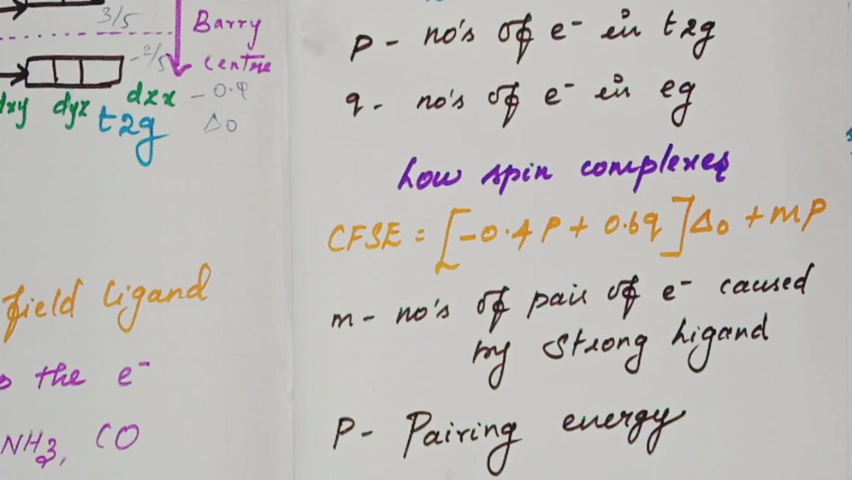 3/5
Barry
centre
-2/5
dxy dyz dzx
-0.4
t2g
Δ0
field ligand
the e-
NH3, CO
p - no's of e- in t2g
q - no's of e- in eg
Low spin complexes
CFSE = [-0.4 P + 0.6q] Δ0 + mP
m - no's of pair of e- caused
by strong ligand
P - Pairing energy